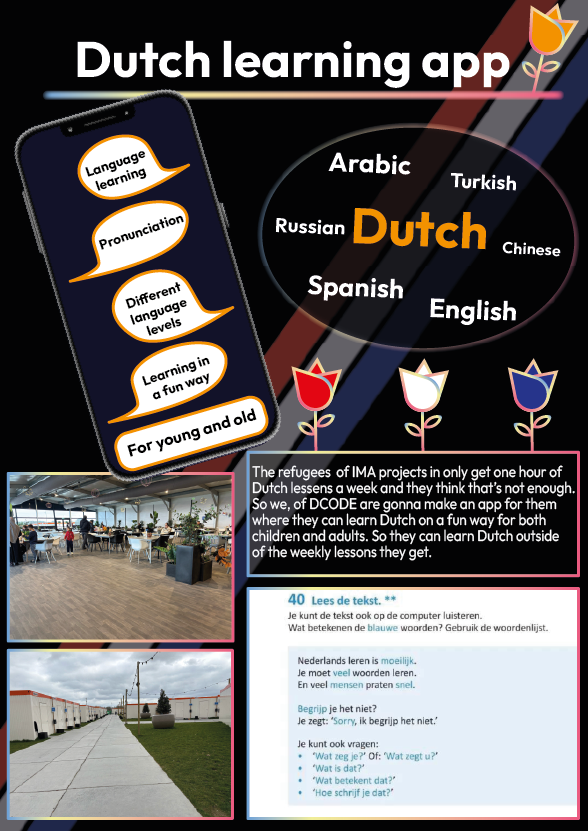 Dutch learning app
Language
learning
Pronunciation
Different
language
levels
Learning in
a fun way
For young and old
Arabic
Turkish
Russian
Dutch
Chinese
Spanish
English
The refugees of IMA projects in only get one hour of
Dutch lessens a week and they think that's not enough.
So we, of DCODE are gonna make an app for them
where they can learn Dutch on a fun way for both
children and adults. So they can learn Dutch outside
of the weekly lessons they get.
40 Lees de tekst. **
Je kunt de tekst ook op de computer luisteren.
Wat betekenen de blauwe woorden? Gebruik de woordenlijst.
Nederlands leren is moeilijk.
Je moet veel woorden leren.
En veel mensen praten snel.
Begrijp je het niet?
Je zegt: 'Sorry, ik begrijp het niet.'
Je kunt ook vragen:
• 'Wat zeg je?' Of: 'Wat zegt u?'
• 'Wat is dat?'
• 'Wat betekent dat?'
• 'Hoe schrijf je dat?'